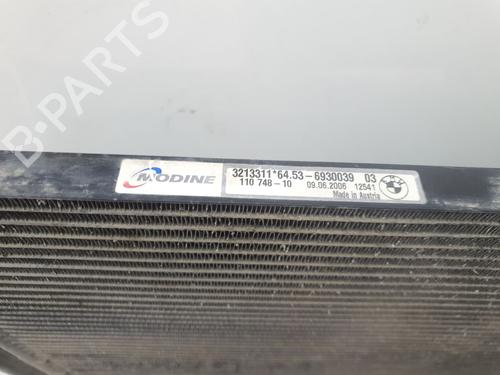 B-PARTS
MODINE
3213311*64.53-6930039 03
110 748-10 09.06.2006 12541
Made in Austria